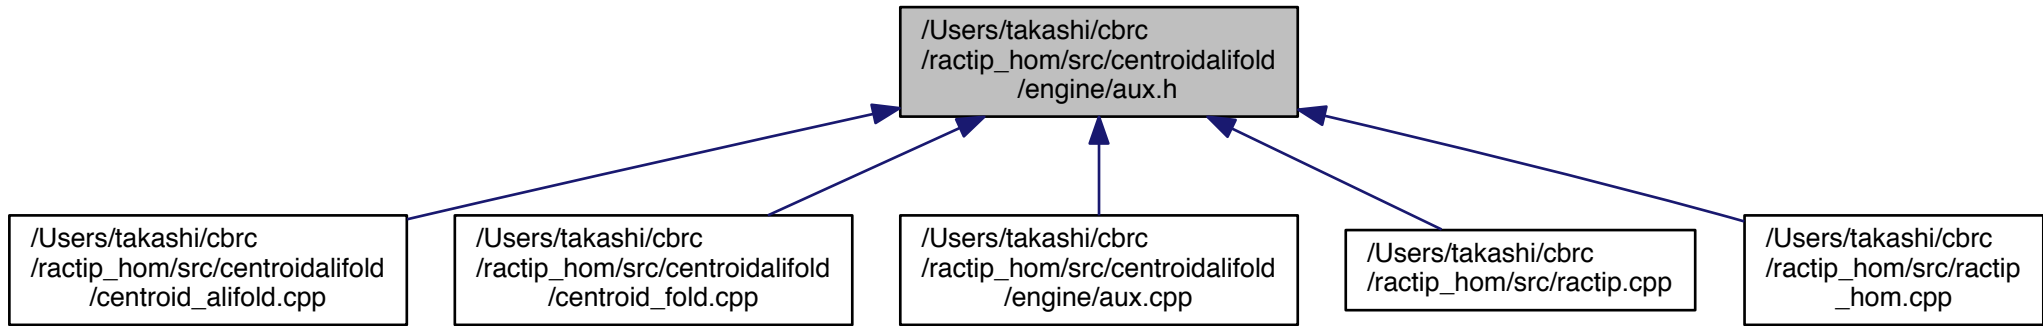 /Users/takashi/cbrc
/ractip_hom/src/centroidalifold
/engine/aux.h
/Users/takashi/cbrc
/ractip_hom/src/centroidalifold
/centroid_alifold.cpp
/Users/takashi/cbrc
/ractip_hom/src/centroidalifold
/centroid_fold.cpp
/Users/takashi/cbrc
/ractip_hom/src/centroidalifold
/engine/aux.cpp
/Users/takashi/cbrc
/ractip_hom/src/ractip.cpp
/Users/takashi/cbrc
/ractip_hom/src/ractip
_hom.cpp